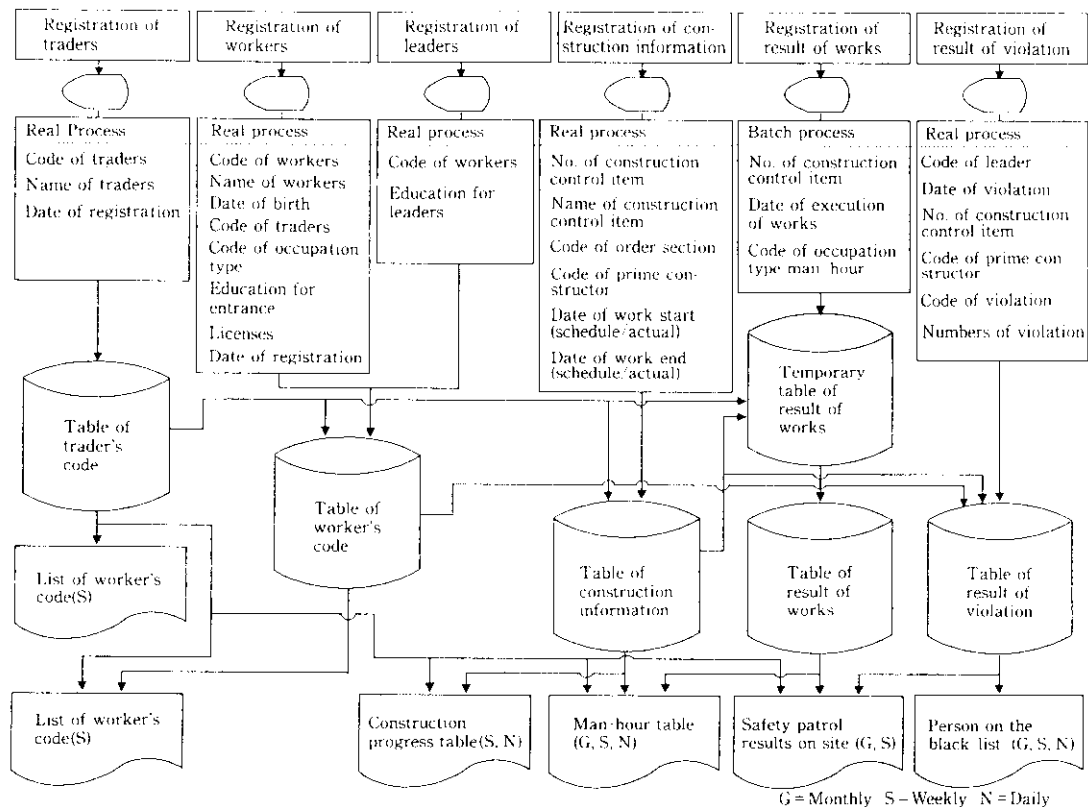 Registration of
traders
Registration of
workers
Registration of
leaders
Registration of con-
struction information
Registration of
result of works
Registration of
result of violation
Real Process
Code of traders
Name of traders
Date of registration
Real process
Code of workers
Name of workers
Date of birth
Code of traders
Code of occupation
type
Education for
entrance
Licenses
Date of registration
Real process
Code of workers
Education for
leaders
Real process
No. of construction
control item
Name of construction
control item
Code of order section
Code of prime con-
structor
Date of work start
(schedule/actual)
Date of work end
(schedule/actual)
Batch process
No. of construction
control item
Date of execution
of works
Code of occupation
type man hour
Real process
Code of leader
Date of violation
No. of construction
control item
Code of prime con
structor
Code of violation
Numbers of violation
Table of
trader's
code
Temporary
table of
result of
works
Table of
worker's
code
Table of
construction
information
Table of
result of
works
Table of
result of
violation
List of worker's
code(S)
List of worker's
code(S)
Construction
progress table(S, N)
Man-hour table
(G, S, N)
Safety patrol
results on site (G, S)
Person on the
black list (G, S, N)
G = Monthly S – Weekly N = Daily